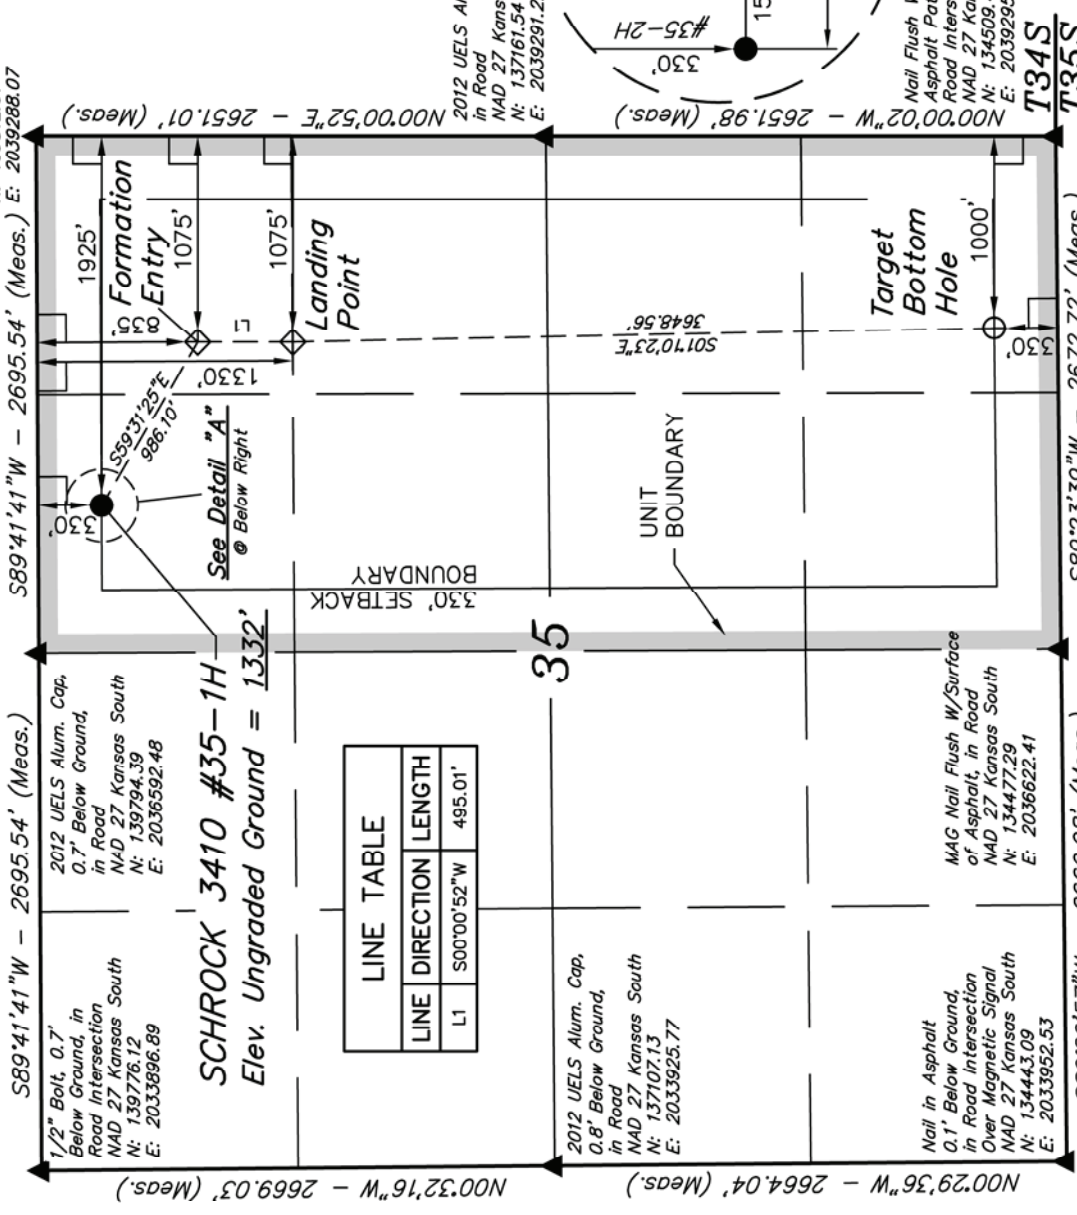 S89°41'41"W – 2695.54' (Meas.)
S89°41'41"W – 2695.54' (Meas.)
E: 2039288.07
1/2" Bolt, 0.7'
Below Ground, in
Road Intersection
NAD 27 Kansas South
N: 139776.12
E: 2033896.89
2012 UELS Alum. Cap,
0.7' Below Ground,
in Road
NAD 27 Kansas South
N: 139794.39
E: 2036592.48
SCHROCK 3410 #35–1H
Elev. Ungraded Ground = 1332'
LINE TABLE
LINE DIRECTION LENGTH
L1 S00°00'52"W 495.01'
330'
S59°31'25"E
986.10'
See Detail "A"
@ Below Right
1925'
Formation
Entry
835'
1075'
L1
1330'
1075'
Landing
Point
330' SETBACK
BOUNDARY
35
UNIT
BOUNDARY
S01°10'23"E
3648.56'
Target
Bottom
Hole
1000'
330'
N00°00'52"E – 2651.01' (Meas.)
N00°00'02"W – 2651.98' (Meas.)
2012 UELS
in Road
NAD 27
N: 137161.54
#35–2H
330'
15
Nail Flush
Asphalt
Road
NAD 27
N: 134509.
E: 2039295
T34S
T35S
2012 UELS Alum. Cap,
0.8' Below Ground,
in Road
NAD 27 Kansas South
N: 137107.13
E: 2033925.77
Nail in Asphalt
0.1' Below Ground,
in Road Intersection
Over Magnetic Signal
NAD 27 Kansas South
N: 134443.09
E: 2033952.53
MAG Nail Flush W/Surface
of Asphalt, in Road
NAD 27 Kansas South
N: 134477.29
E: 2036622.41
N00°32'16"W – 2669.03' (Meas.)
N00°29'36"W – 2664.04' (Meas.)